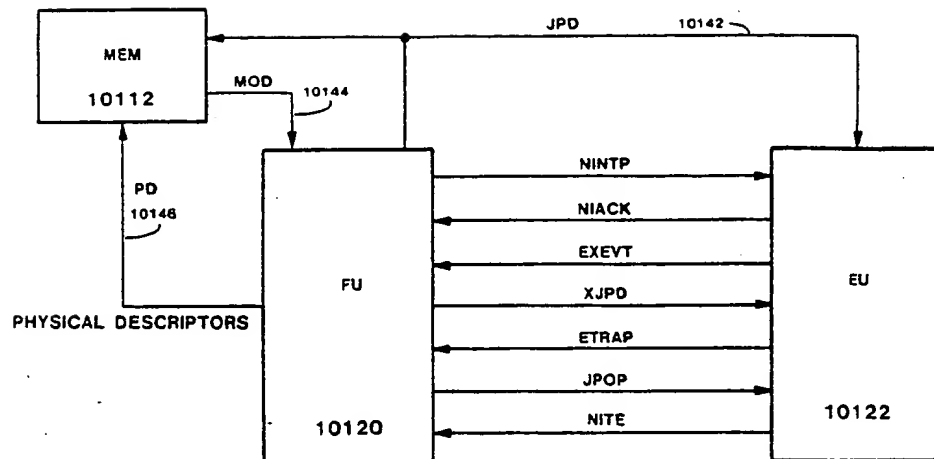 JPD
10142
MEM
10112
MOD
10144
NINTP
PD
10146
NIACK
EXEVT
FU
EU
XJPD
PHYSICAL DESCRIPTORS
ETRAP
JPOP
10120
NITE
10122